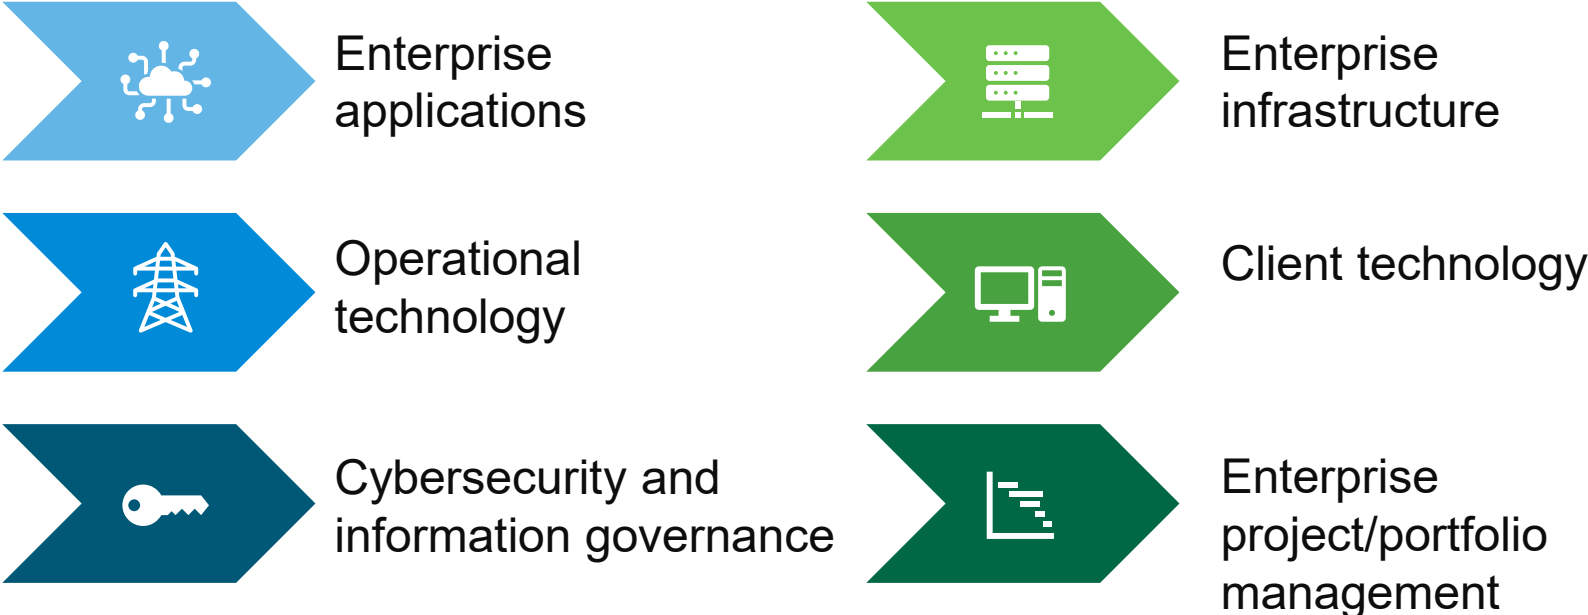 Enterprise
applications
Enterprise
infrastructure
Operational
technology
Client technology
Cybersecurity and
information governance
Enterprise
project/portfolio
management